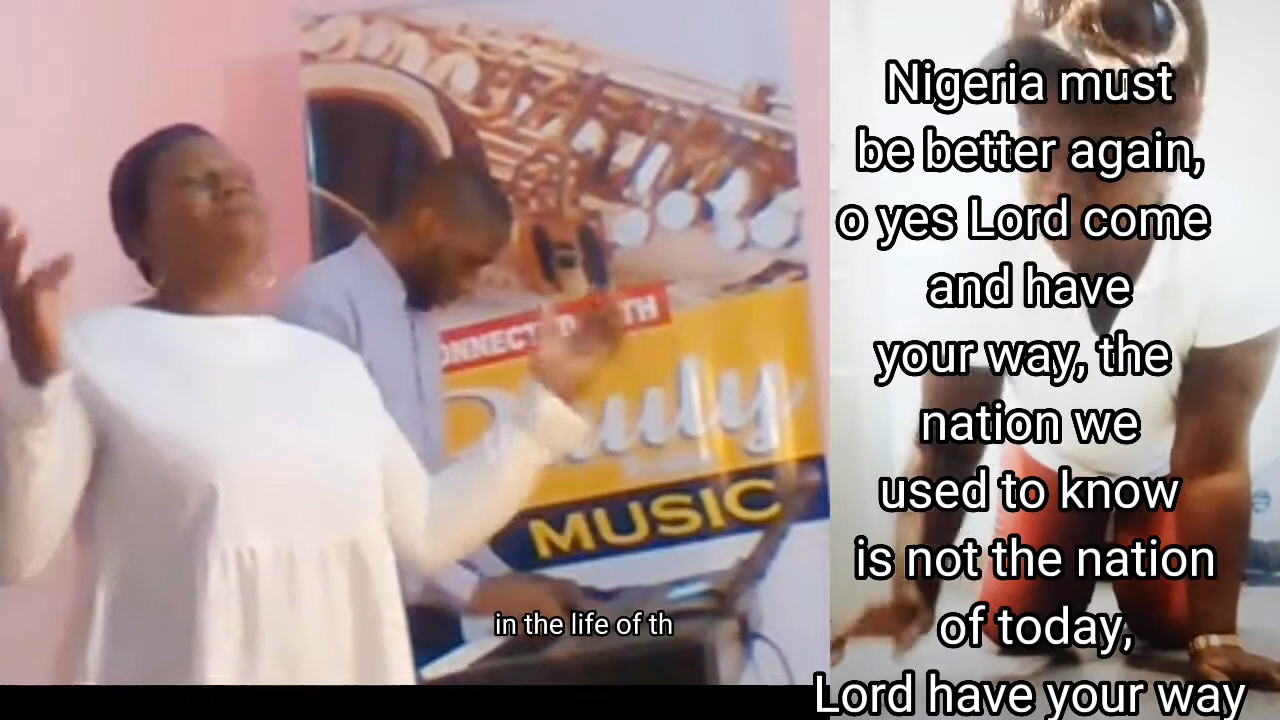 MUSIC
in the life of th
Nigeria must
be better again,
o yes Lord come
and have
your way, the
nation we
used to know
is not the nation
of today,
Lord have your way